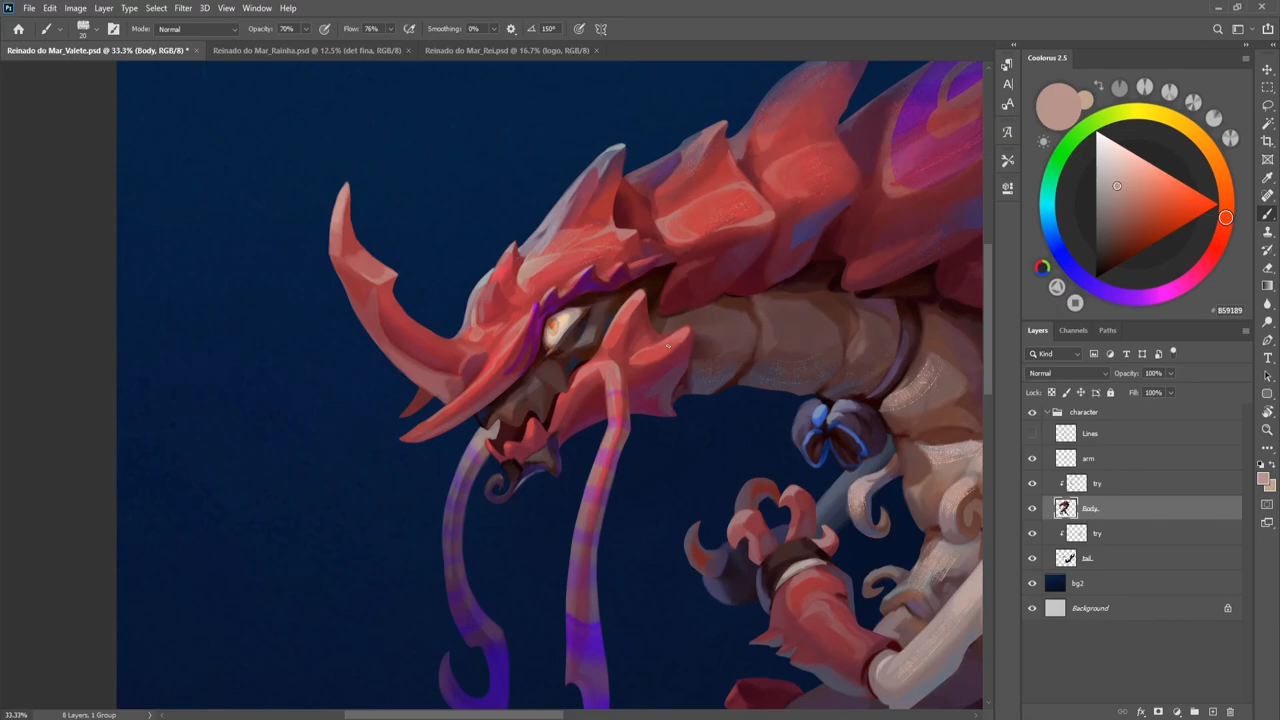 Ps File Edit Image Layer Type Select Filter 3D View Window Help
20 Mode: Normal Opacity: 70% Flow: 76% Smoothing: 0% 150°
Reinado do Mar_Valete.psd @ 33.3% (Body, RGB/8) * × Reinado do Mar_Rainha.psd @ 12.5% (det fina, RGB/8) × Reinado do Mar_Rei.psd @ 16.7% (logo, RGB/8) ×
Coolorus 2.5
# B59189
Layers Channels Paths
Kind
Normal Opacity: 100%
Lock: Fill: 100%
character
Lines
arm
try
Body
try
tail
bg2
Background
33.33% 8 Layers, 1 Group